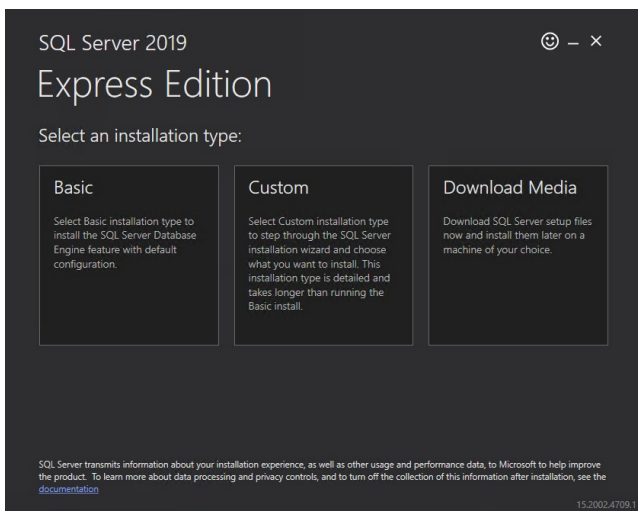 SQL Server 2019
Express Edition
Select an installation type:
Basic
Select Basic installation type to
install the SQL Server Database
Engine feature with default
configuration.
Custom
Select Custom installation type
to step through the SQL Server
installation wizard and choose
what you want to install. This
installation type is detailed and
takes longer than running the
Basic install.
Download Media
Download SQL Server setup files
now and install them later on a
machine of your choice.
SQL Server transmits information about your installation experience, as well as other usage and performance data, to Microsoft to help improve
the product. To learn more about data processing and privacy controls, and to turn off the collection of this information after installation, see the
documentation
15.2002.4709.1